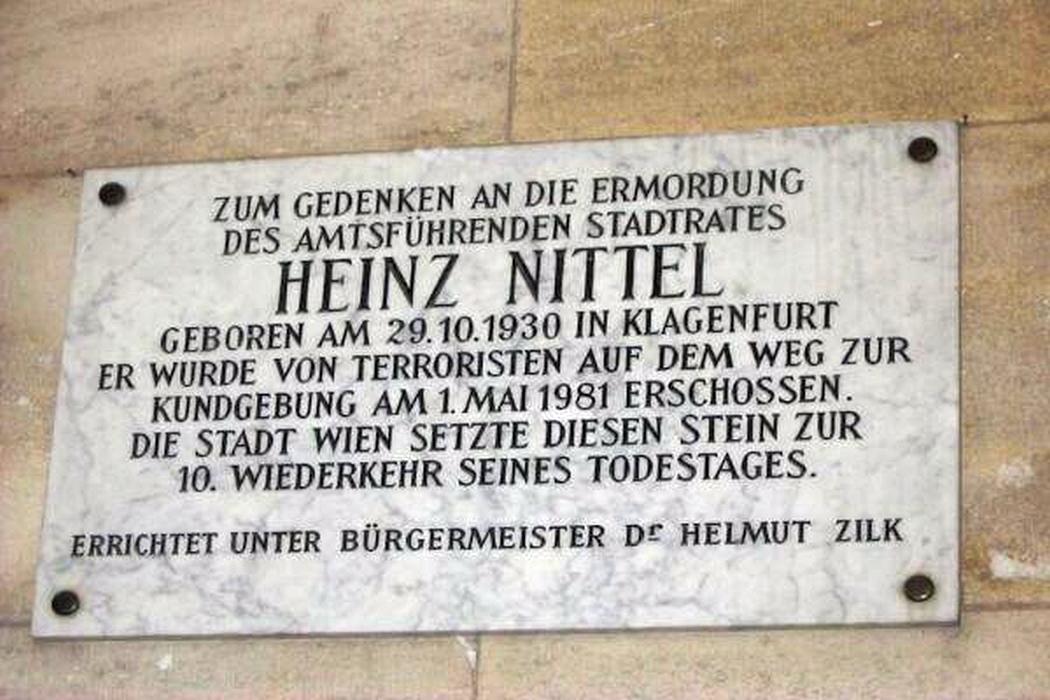 ZUM GEDENKEN AN DIE ERMORDUNG
DES AMTSFÜHRENDEN STADTRATES
HEINZ NITTEL
GEBOREN AM 29.10.1930 IN KLAGENFURT
ER WURDE VON TERRORISTEN AUF DEM WEG ZUR
KUNDGEBUNG AM 1. MAI 1981 ERSCHOSSEN.
DIE STADT WIEN SETZTE DIESEN STEIN ZUR
10. WIEDERKEHR SEINES TODESTAGES.
ERRICHTET UNTER BÜRGERMEISTER Dr HELMUT ZILK